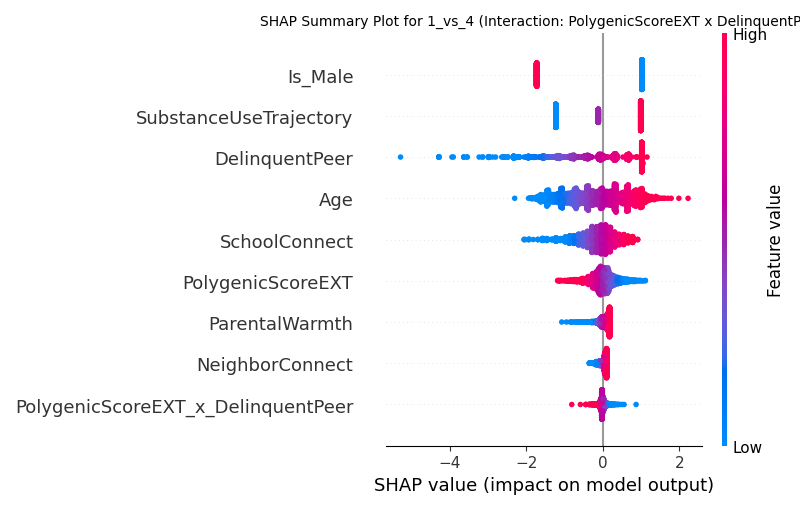 SHAP Summary Plot for 1_vs_4 (Interaction: PolygenicScoreEXT x DelinquentP
High
Is_Male
SubstanceUseTrajectory
DelinquentPeer
Age
SchoolConnect
PolygenicScoreEXT
ParentalWarmth
NeighborConnect
PolygenicScoreEXT_x_DelinquentPeer
Feature value
Low
−4 −2 0 2
SHAP value (impact on model output)